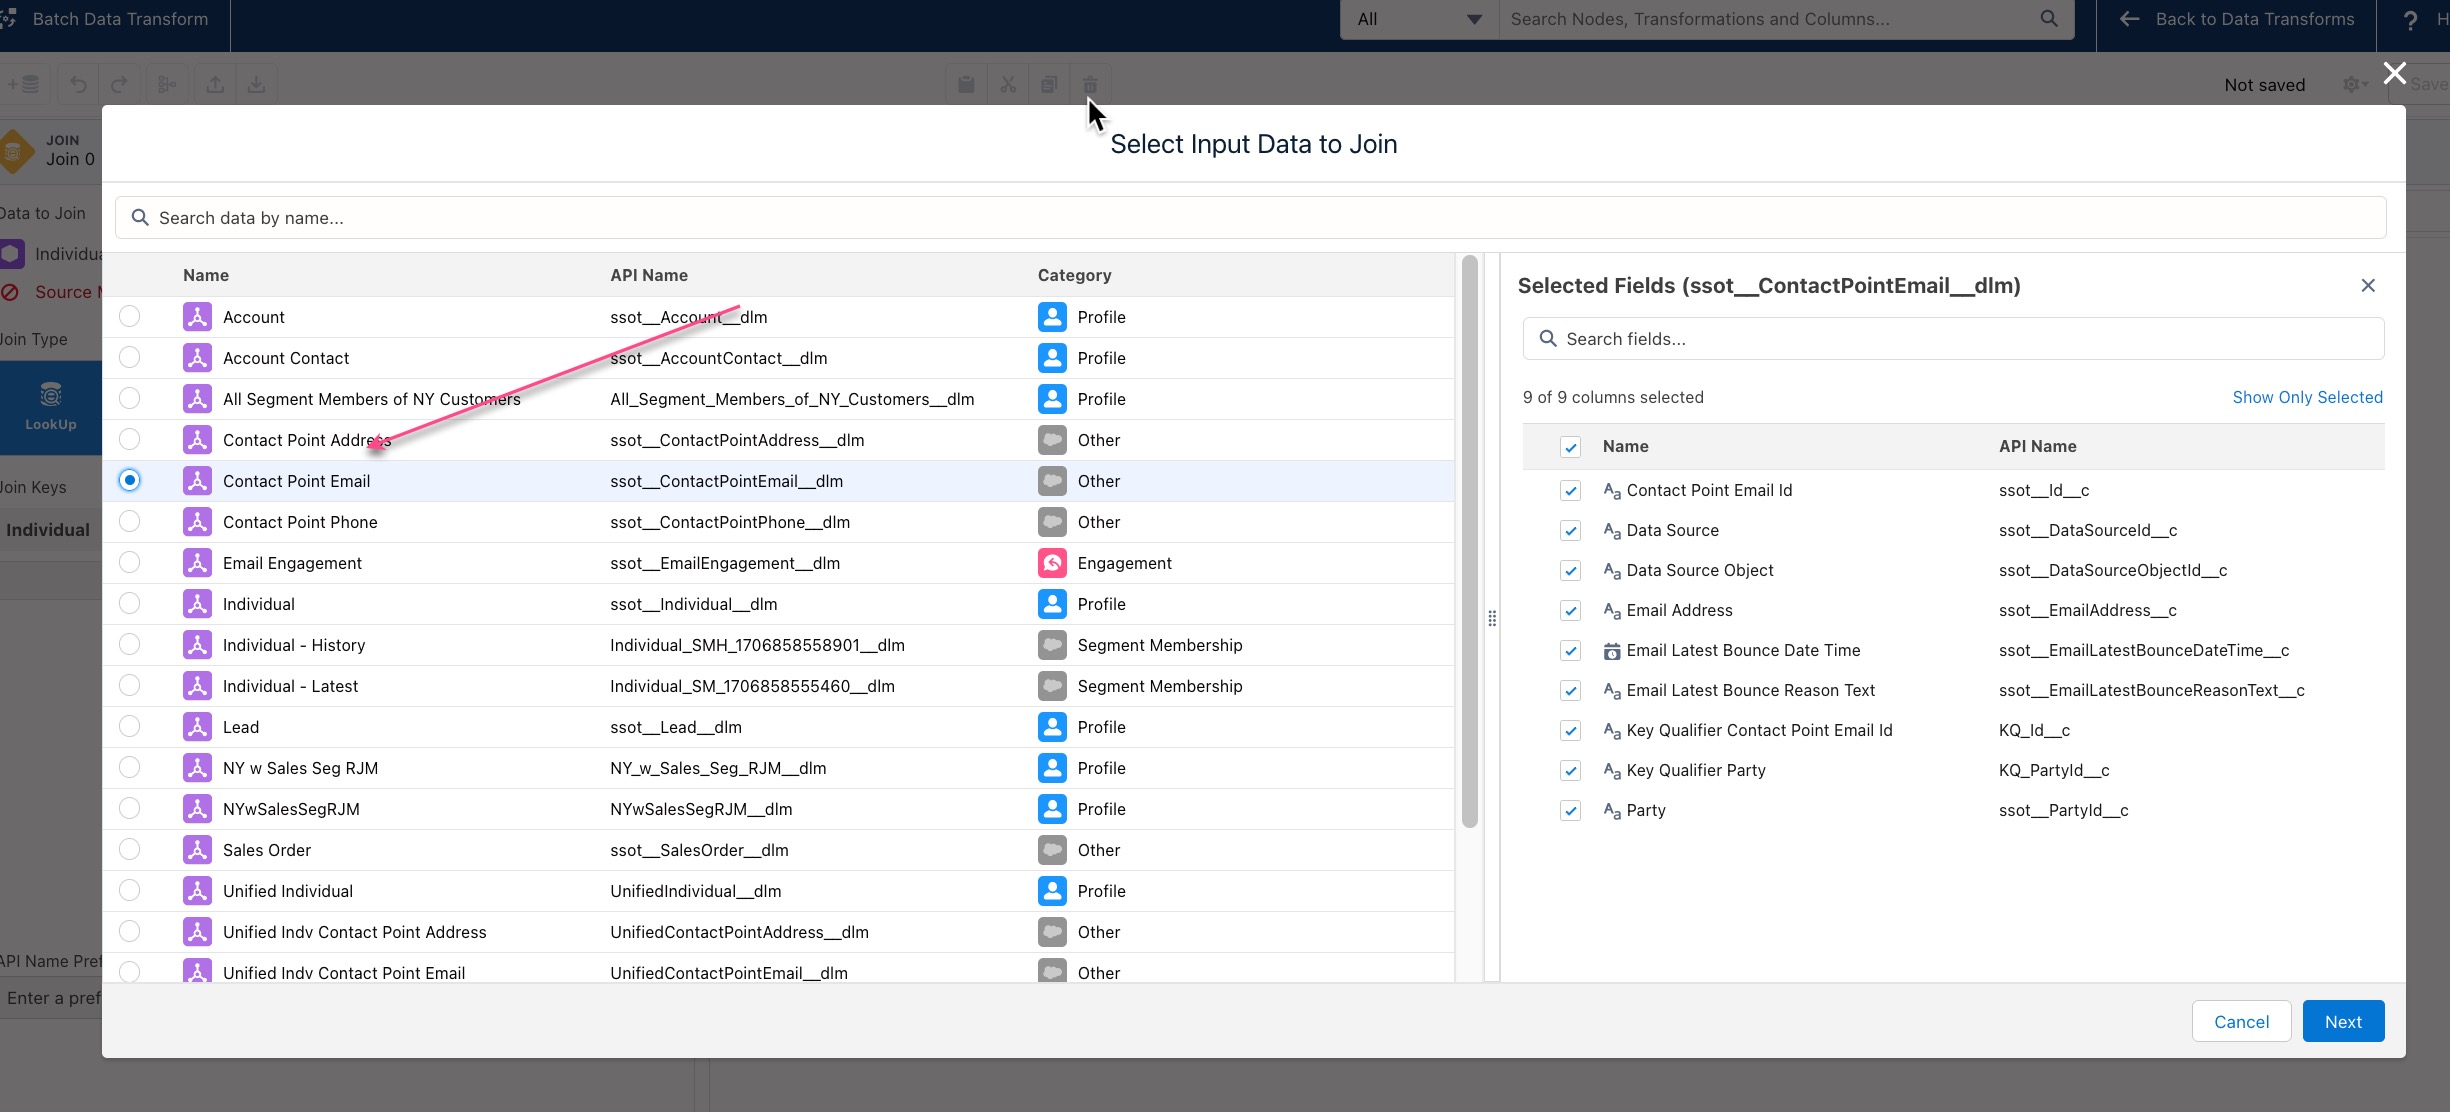 Batch Data Transform
All
Search Nodes, Transformations and Columns...
Back to Data Transforms
?
H
Not saved
Save
JOIN
Join 0
Select Input Data to Join
Search data by name...
Data to Join
Individua
Source M
Join Type
LookUp
Join Keys
Individual
API Name Pref
Enter a pref
Name API Name Category
Account ssot__Account__dlm Profile
Account Contact ssot__AccountContact__dlm Profile
All Segment Members of NY Customers All_Segment_Members_of_NY_Customers__dlm Profile
Contact Point Address ssot__ContactPointAddress__dlm Other
Contact Point Email ssot__ContactPointEmail__dlm Other
Contact Point Phone ssot__ContactPointPhone__dlm Other
Email Engagement ssot__EmailEngagement__dlm Engagement
Individual ssot__Individual__dlm Profile
Individual - History Individual_SMH_1706858558901__dlm Segment Membership
Individual - Latest Individual_SM_1706858555460__dlm Segment Membership
Lead ssot__Lead__dlm Profile
NY w Sales Seg RJM NY_w_Sales_Seg_RJM__dlm Profile
NYwSalesSegRJM NYwSalesSegRJM__dlm Profile
Sales Order ssot__SalesOrder__dlm Other
Unified Individual UnifiedIndividual__dlm Profile
Unified Indv Contact Point Address UnifiedContactPointAddress__dlm Other
Unified Indv Contact Point Email UnifiedContactPointEmail__dlm Other
Selected Fields (ssot__ContactPointEmail__dlm)
Search fields...
9 of 9 columns selected Show Only Selected
Name API Name
Contact Point Email Id ssot__Id__c
Data Source ssot__DataSourceId__c
Data Source Object ssot__DataSourceObjectId__c
Email Address ssot__EmailAddress__c
Email Latest Bounce Date Time ssot__EmailLatestBounceDateTime__c
Email Latest Bounce Reason Text ssot__EmailLatestBounceReasonText__c
Key Qualifier Contact Point Email Id KQ_Id__c
Key Qualifier Party KQ_PartyId__c
Party ssot__PartyId__c
Cancel Next